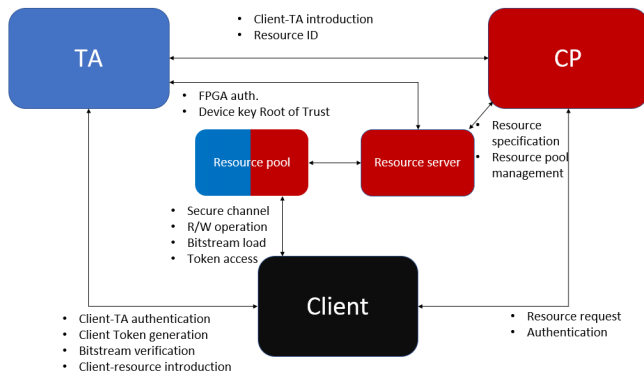 • Client-TA introduction
• Resource ID
TA
CP
• FPGA auth.
• Device key Root of Trust
• Resource
specification
• Resource pool
management
Resource pool
Resource server
• Secure channel
• R/W operation
• Bitstream load
• Token access
Client
• Client-TA authentication
• Client Token generation
• Bitstream verification
• Client-resource introduction
• Resource request
• Authentication